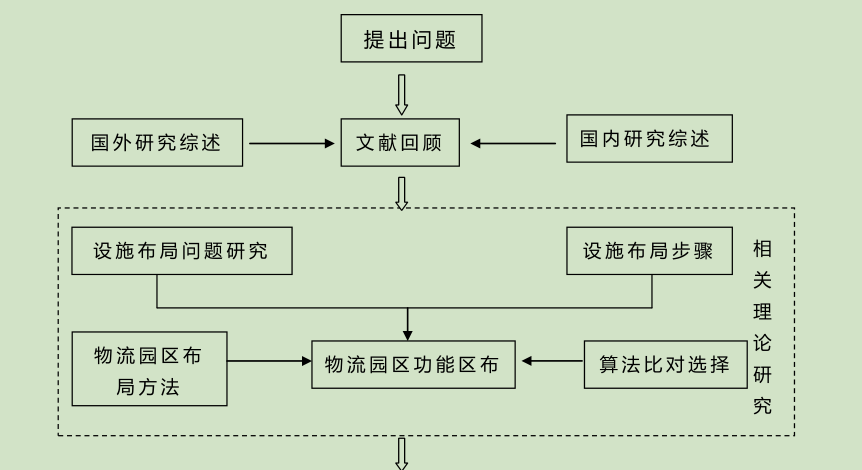 提出问题
国外研究综述
文献回顾
国内研究综述
设施布局问题研究
设施布局步骤
物流园区布
局方法
物流园区功能区布
算法比对选择
相
关
理
论
研
究